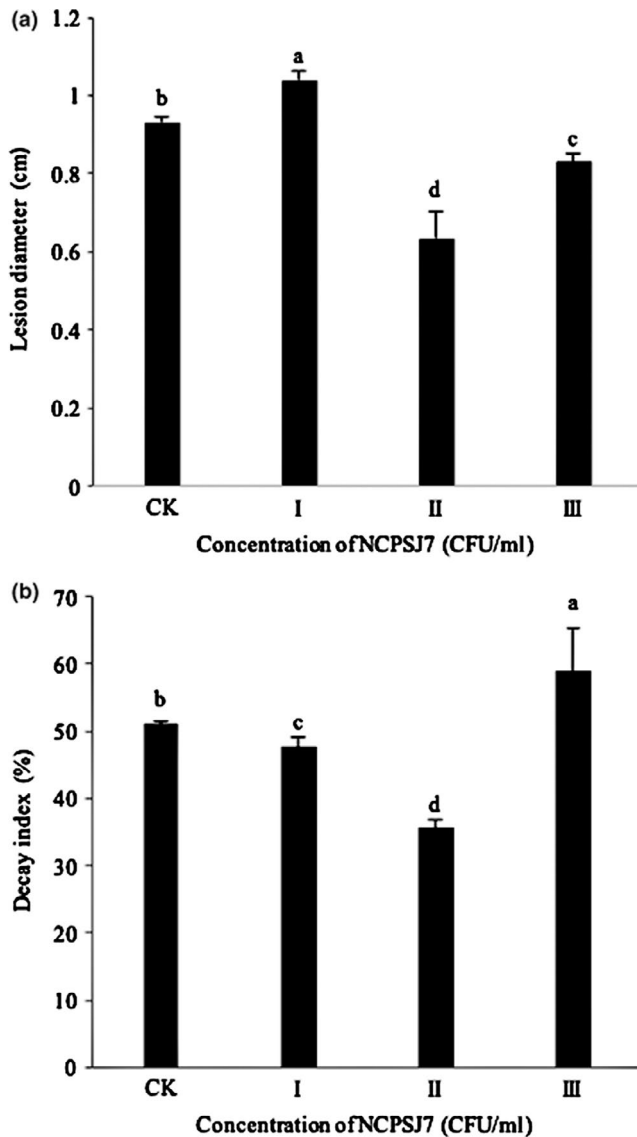 (a)
1.2
1
0.8
0.6
0.4
0.2
0
Lesion diameter (cm)
b
a
d
c
CK
I
II
III
Concentration of NCPSJ7 (CFU/ml)
(b)
70
60
50
40
30
20
10
0
Decay index (%)
b
c
d
a
CK
I
II
III
Concentration of NCPSJ7 (CFU/ml)